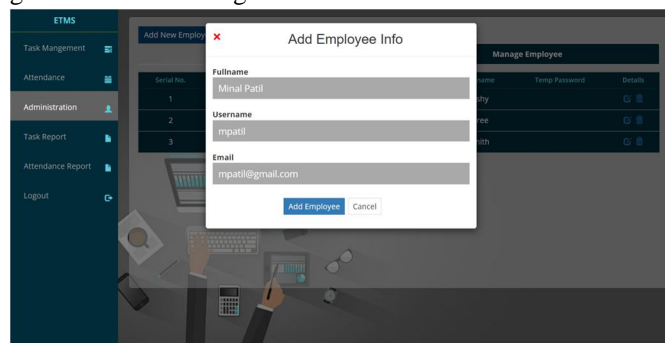 ETMS
Task Mangement
Attendance
Administration
Task Report
Attendance Report
Logout
Add New Employ
Manage Employee
Serial No.
name
Temp Password
Details
1
shy
2
ree
3
nith
Add Employee Info
Fullname
Minal Patil
Username
mpatil
Email
mpatil@gmail.com
Add Employee
Cancel